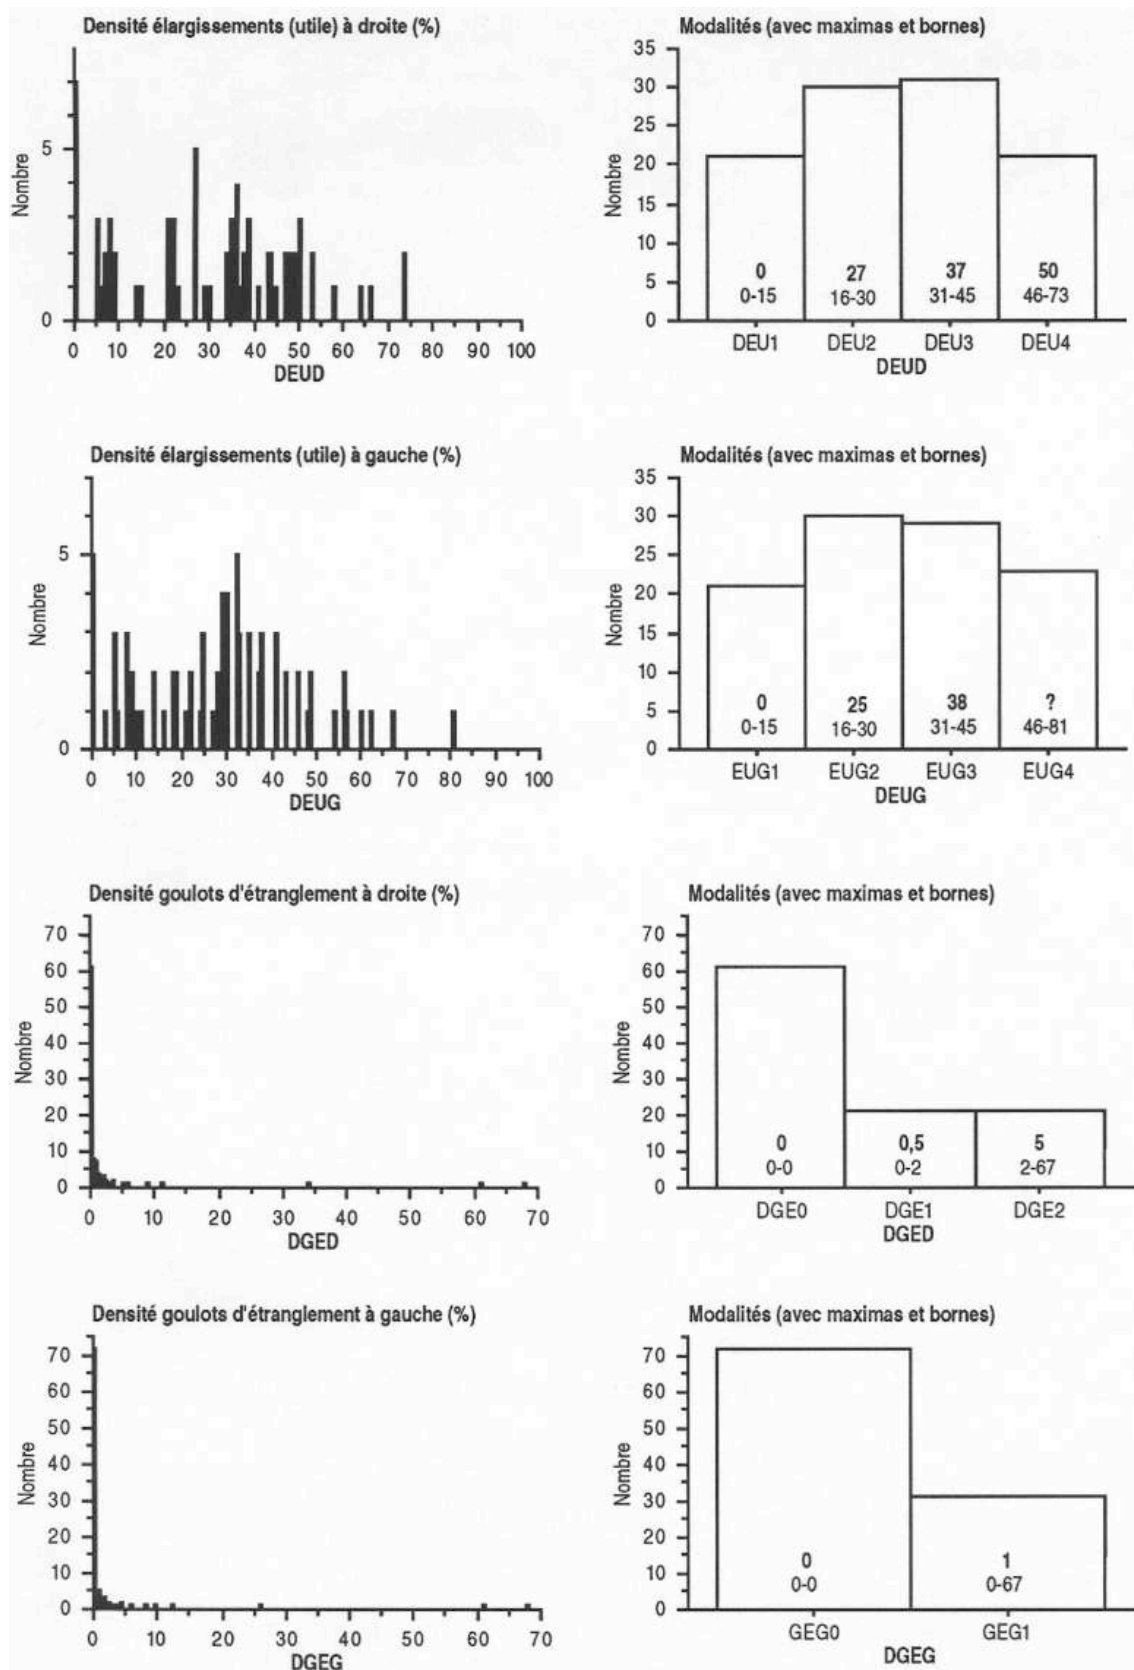 Densité élargissements (utile) à droite (%)
Nombre
5
0
0 10 20 30 40 50 60 70 80 90 100
DEUD
Modalités (avec maximas et bornes)
Nombre
35
30
25
20
15
10
5
0
0 27 37 50
0-15 16-30 31-45 46-73
DEU1 DEU2 DEU3 DEU4
DEUD
Densité élargissements (utile) à gauche (%)
Nombre
5
0
0 10 20 30 40 50 60 70 80 90 100
DEUG
Modalités (avec maximas et bornes)
Nombre
35
30
25
20
15
10
5
0
0 25 38 ?
0-15 16-30 31-45 46-81
EUG1 EUG2 EUG3 EUG4
DEUG
Densité goulots d'étranglement à droite (%)
Nombre
70
60
50
40
30
20
10
0
0 10 20 30 40 50 60 70
DGED
Modalités (avec maximas et bornes)
Nombre
70
60
50
40
30
20
10
0
0 0,5 5
0-0 0-2 2-67
DGE0 DGE1 DGE2
DGED
Densité goulots d'étranglement à gauche (%)
Nombre
70
60
50
40
30
20
10
0
0 10 20 30 40 50 60 70
DGEG
Modalités (avec maximas et bornes)
Nombre
70
60
50
40
30
20
10
0
0 1
0-0 0-67
GEG0 GEG1
DGEG